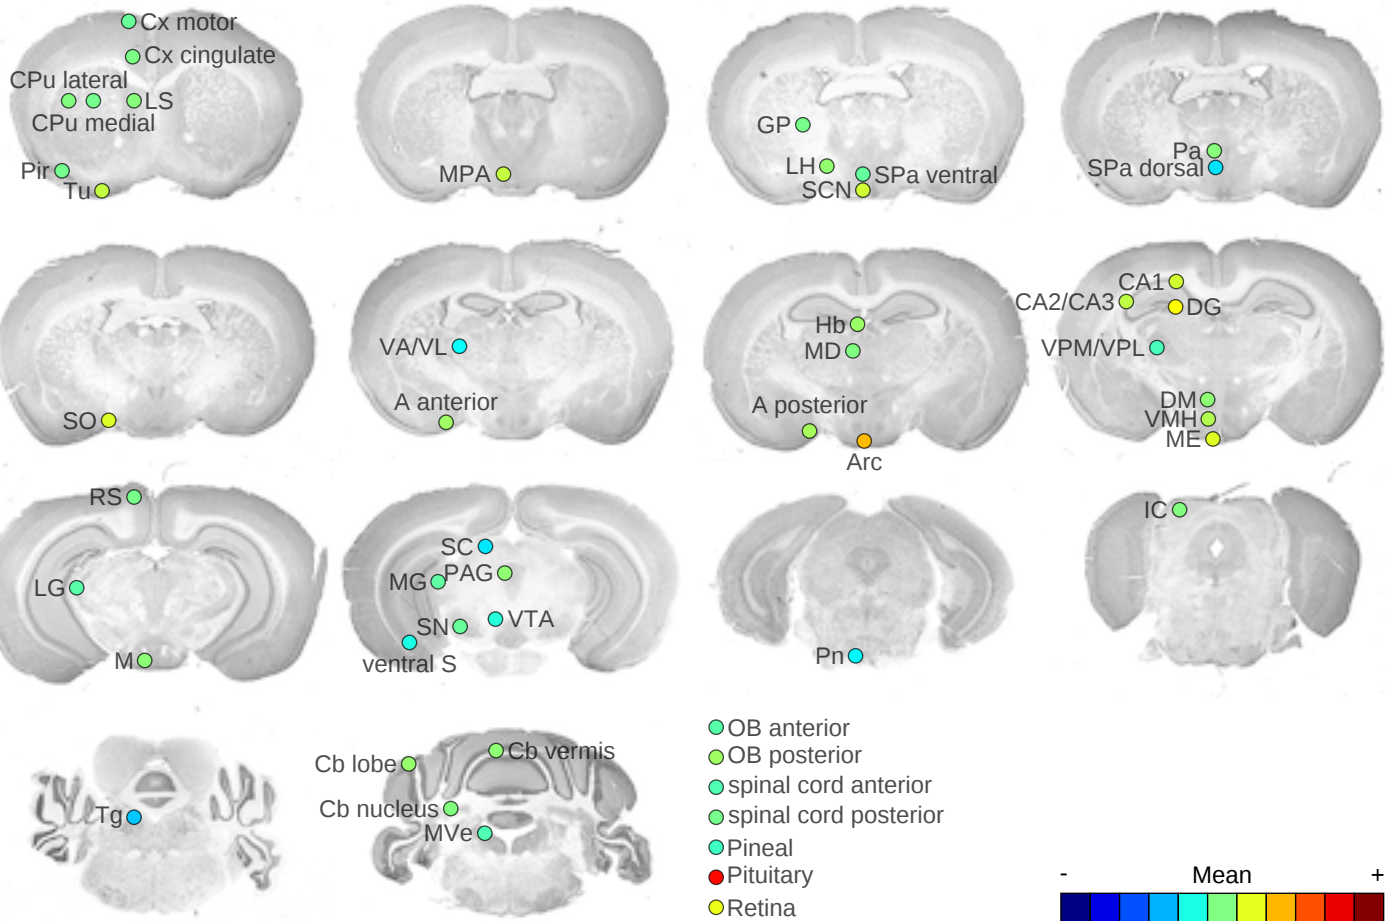 Cx motor
Cx cingulate
CPu lateral
LS
CPu medial
Pir
Tu
MPA
GP
LH
SPa ventral
SCN
Pa
SPa dorsal
SO
VA/VL
A anterior
Hb
MD
A posterior
Arc
CA1
CA2/CA3
DG
VPM/VPL
DM
VMH
ME
RS
LG
M
SC
MG
PAG
SN
VTA
ventral S
Pn
IC
Tg
Cb lobe
Cb vermis
Cb nucleus
MVe
OB anterior
OB posterior
spinal cord anterior
spinal cord posterior
Pineal
Pituitary
Retina
- Mean +